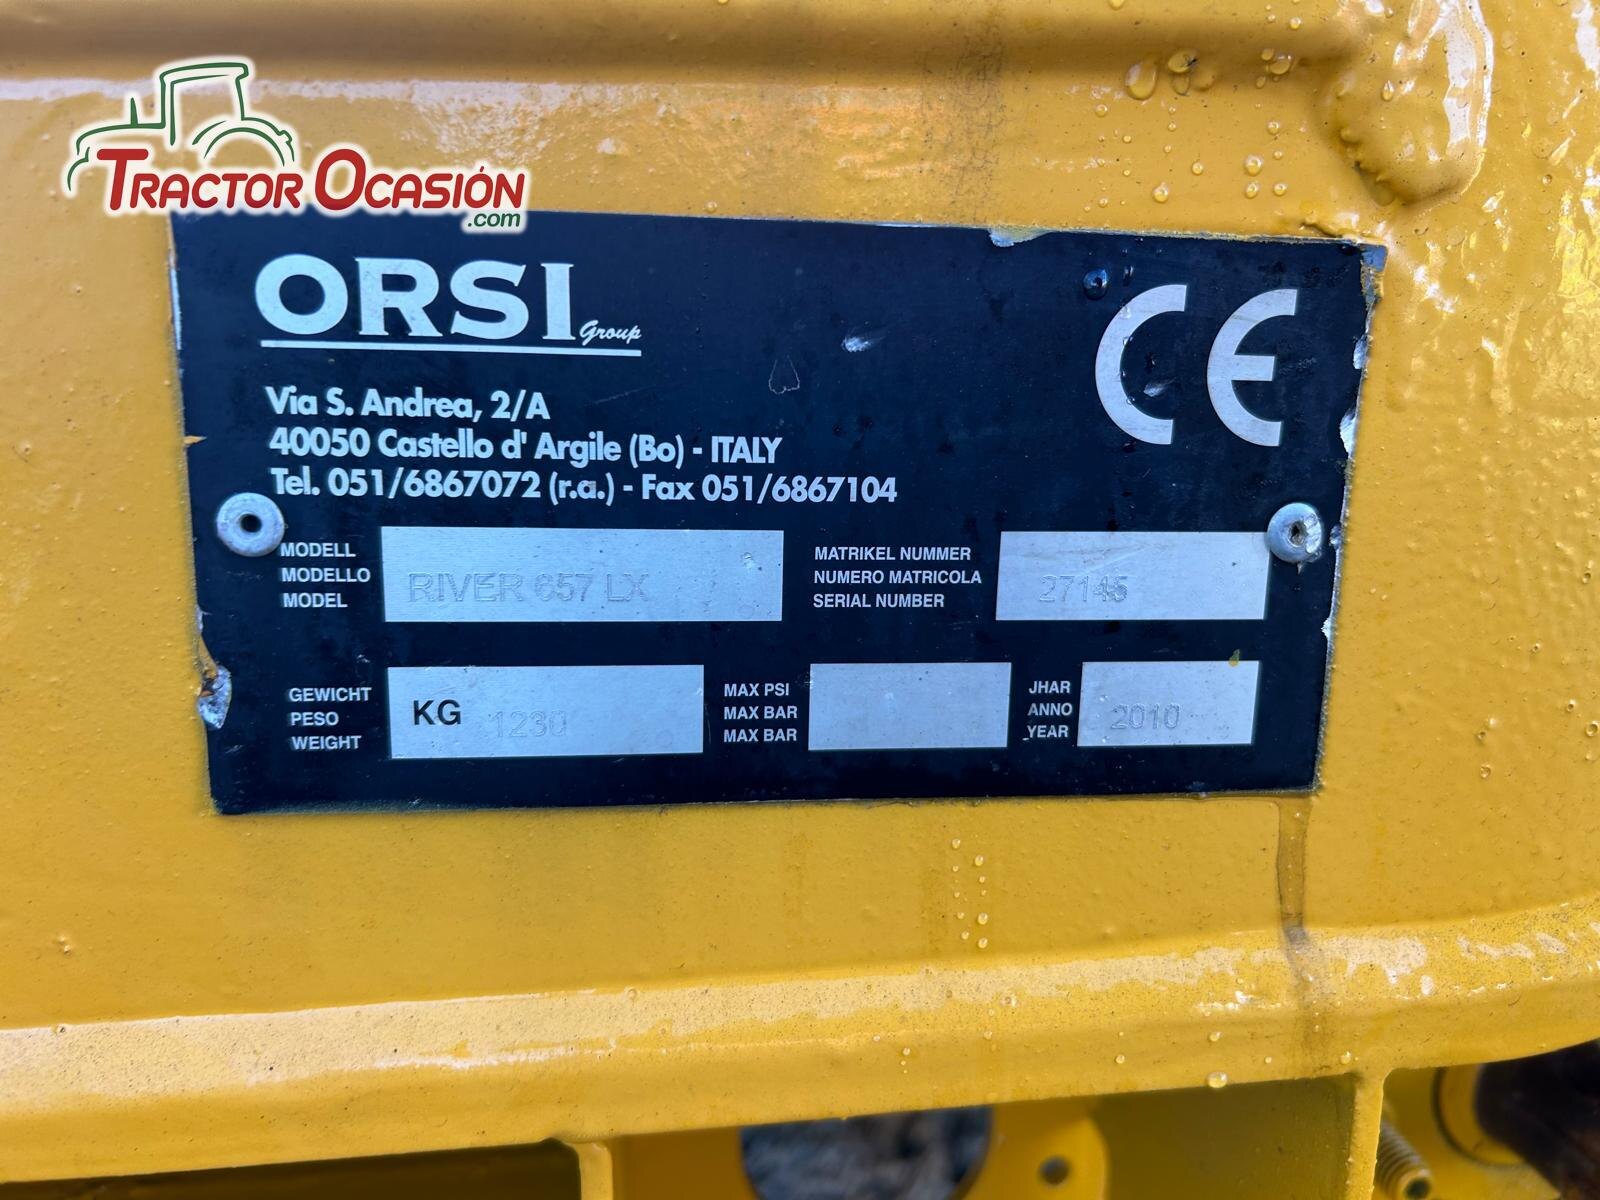 TRACTOR OCASIÓN
.com
ORSI Group
Via S. Andrea, 2/A
40050 Castello d' Argile (Bo) - ITALY
Tel. 051/6867072 (r.a.) - Fax 051/6867104
CE
MODELL
MODELLO
MODEL
RIVER 657 LX
MATRIKEL NUMMER
NUMERO MATRICOLA
SERIAL NUMBER
27145
GEWICHT
PESO
WEIGHT
KG 1230
MAX PSI
MAX BAR
MAX BAR
JHAR
ANNO
YEAR
2010